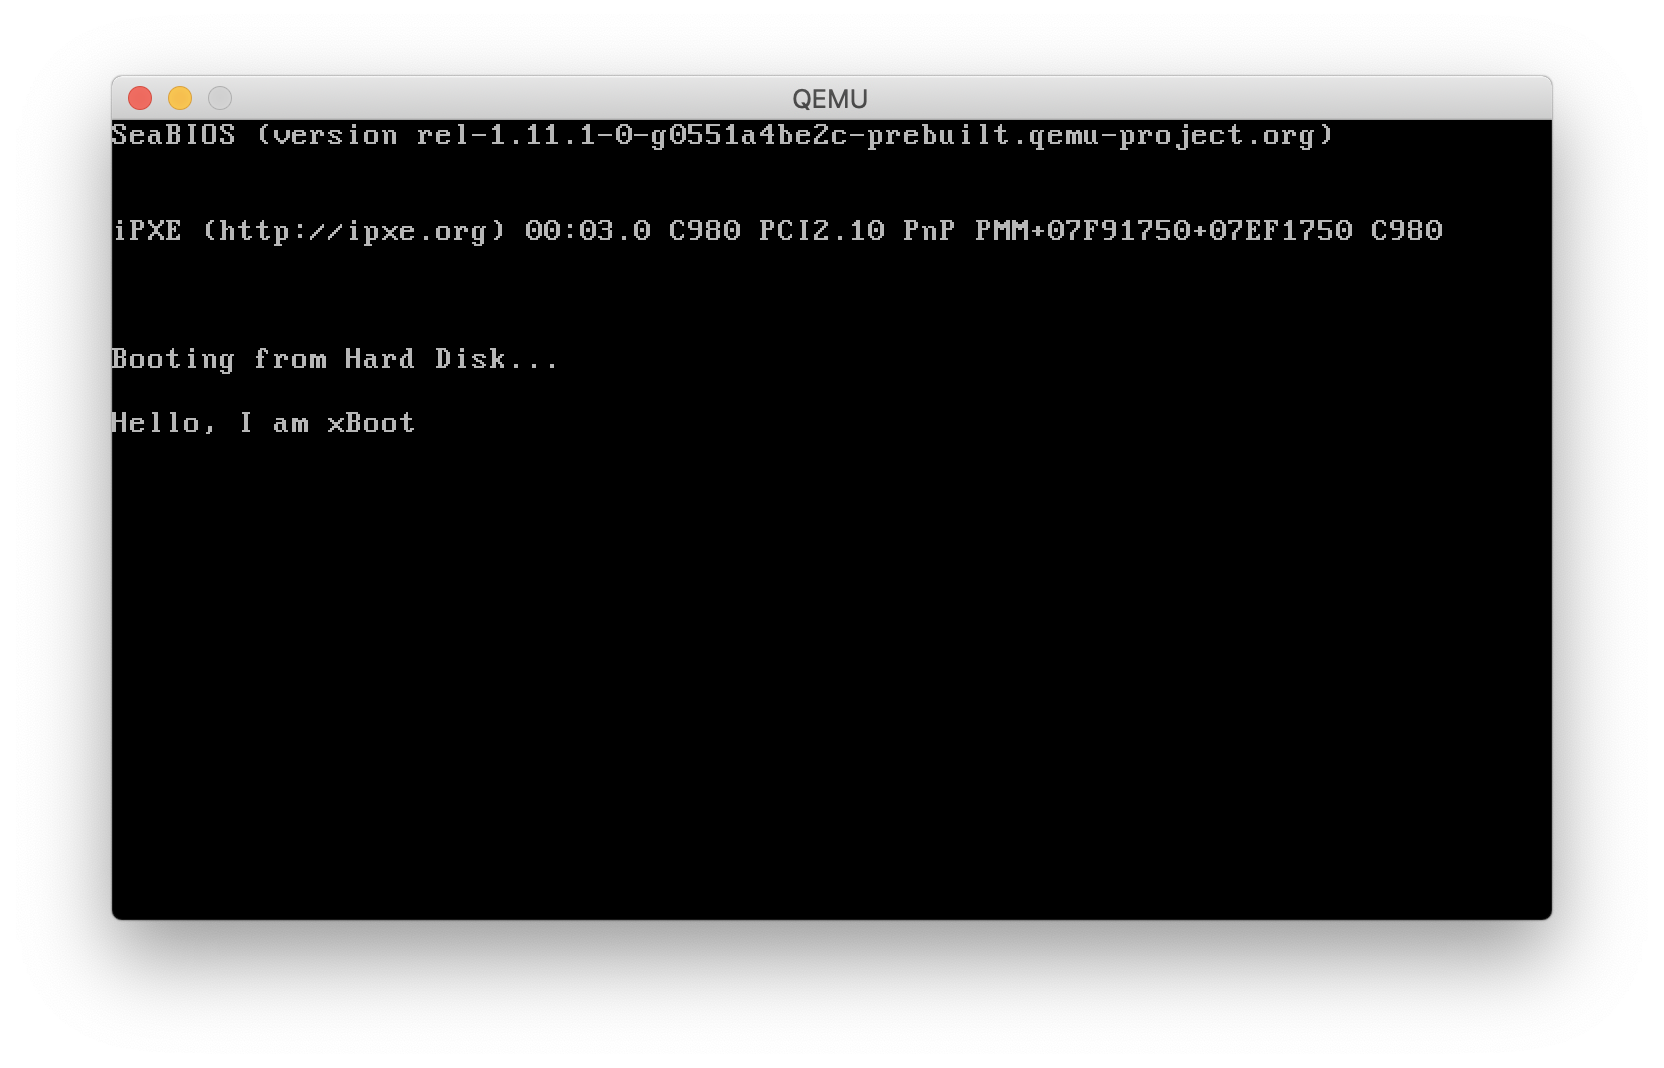 QEMU
SeaBIOS (version rel-1.11.1-0-g0551a4be2c-prebuilt.qemu-project.org)
iPXE (http://ipxe.org) 00:03.0 C980 PCI2.10 PnP PMM+07F91750+07EF1750 C980
Booting from Hard Disk...
Hello, I am xBoot